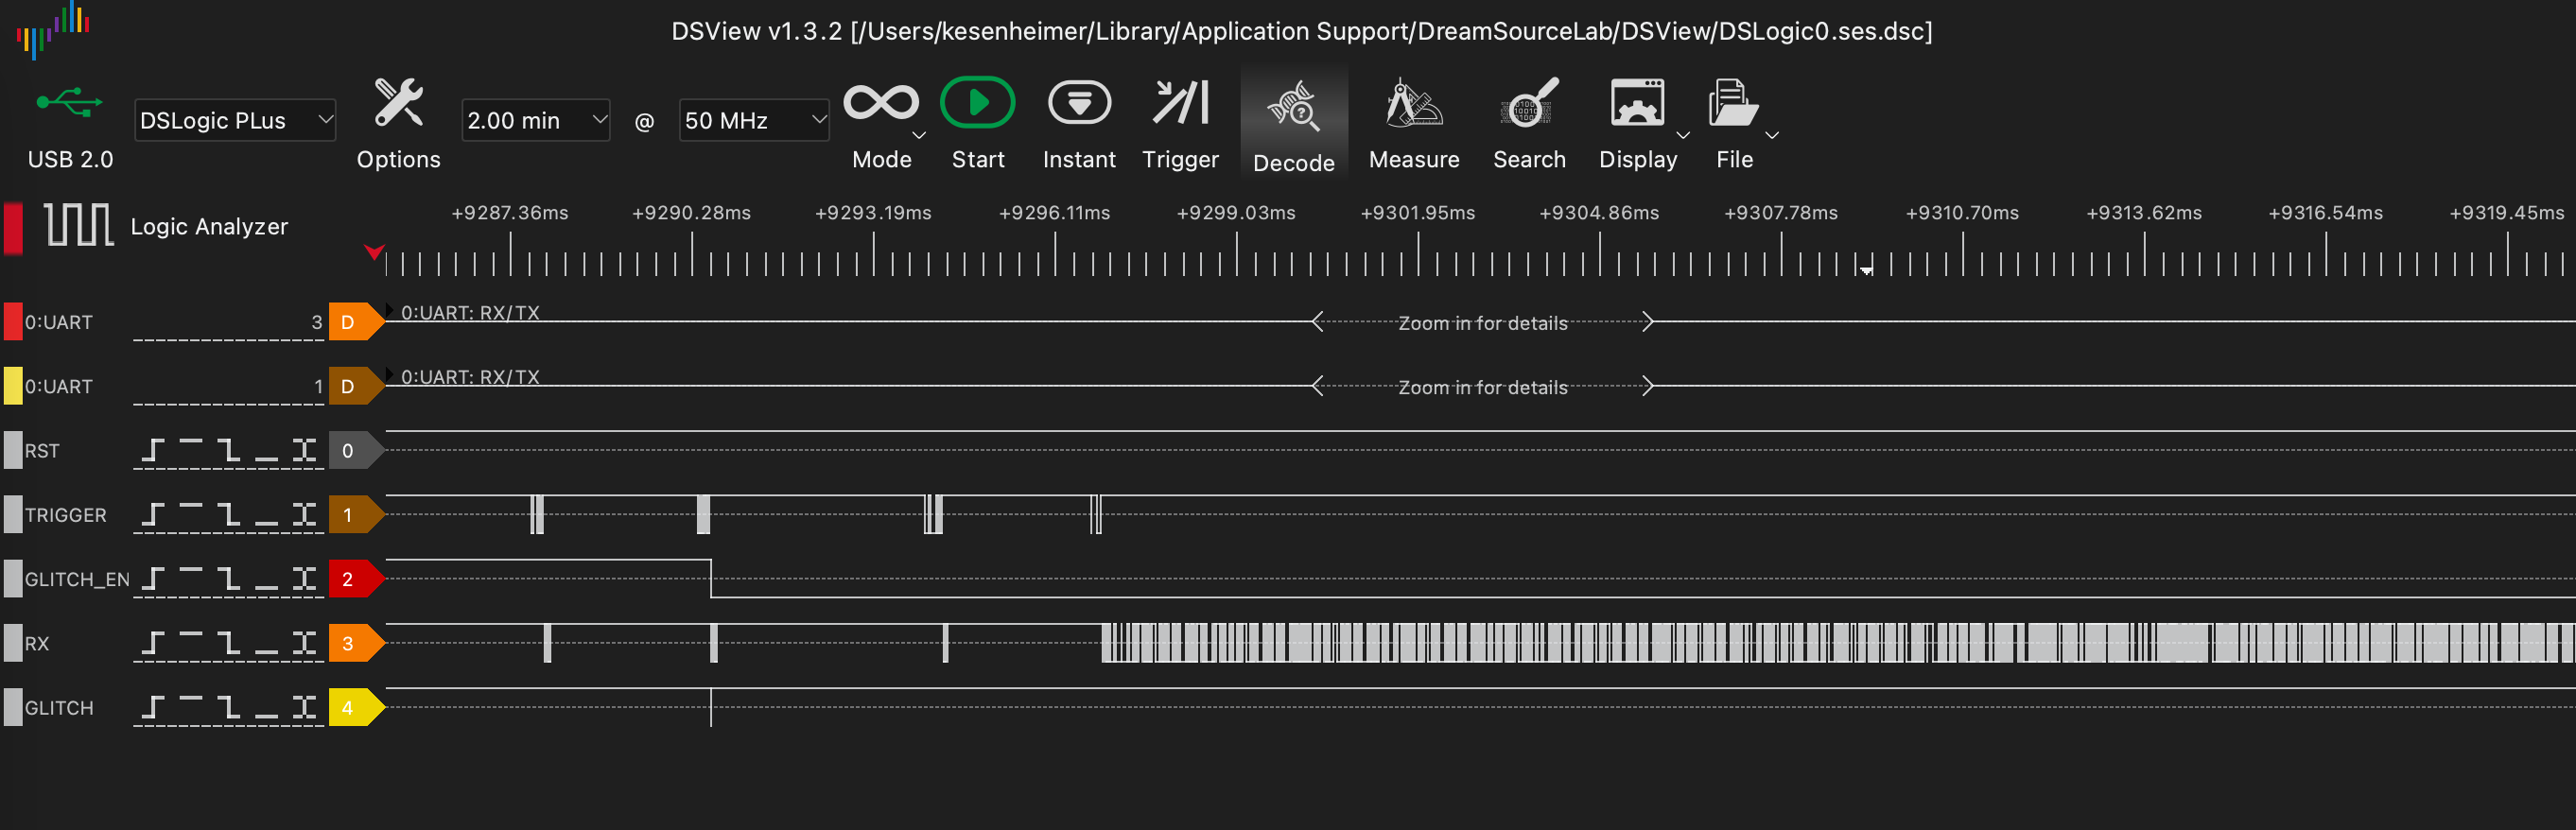 DSView v1.3.2 [/Users/kesenheimer/Library/Application Support/DreamSourceLab/DSView/DSLogic0.ses.dsc]
USB 2.0 DSLogic PLus Options 2.00 min @ 50 MHz Mode Start Instant Trigger Decode Measure Search Display File
Logic Analyzer +9287.36ms +9290.28ms +9293.19ms +9296.11ms +9299.03ms +9301.95ms +9304.86ms +9307.78ms +9310.70ms +9313.62ms +9316.54ms +9319.45ms
0:UART 3 D 0:UART: RX/TX Zoom in for details
0:UART 1 D 0:UART: RX/TX Zoom in for details
RST 0
TRIGGER 1
GLITCH_EN 2
RX 3
GLITCH 4